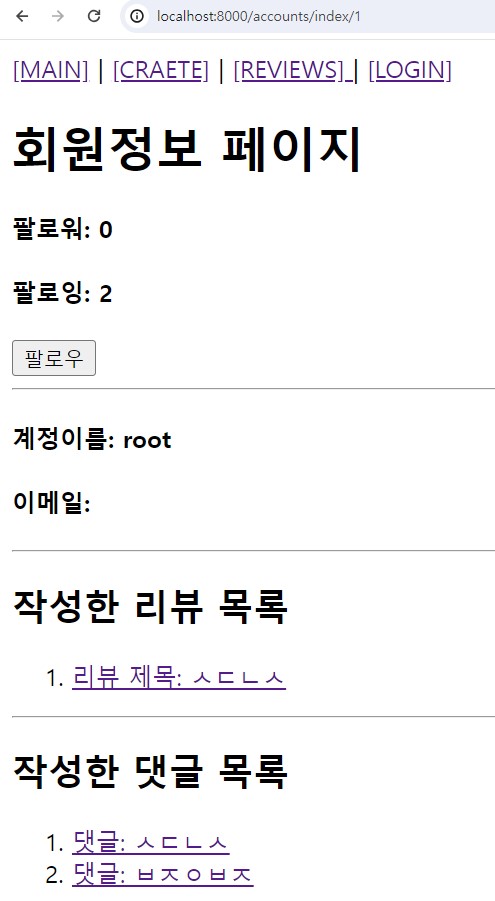 localhost:8000/accounts/index/1
[MAIN] | [CRAETE] | [REVIEWS] | [LOGIN]
회원정보 페이지
팔로워: 0
팔로잉: 2
팔로우
계정이름: root
이메일:
작성한 리뷰 목록
1. 리뷰 제목: ㅅㄷㄴㅅ
작성한 댓글 목록
1. 댓글: ㅅㄷㄴㅅ
2. 댓글: ㅂㅈㅇㅂㅈ